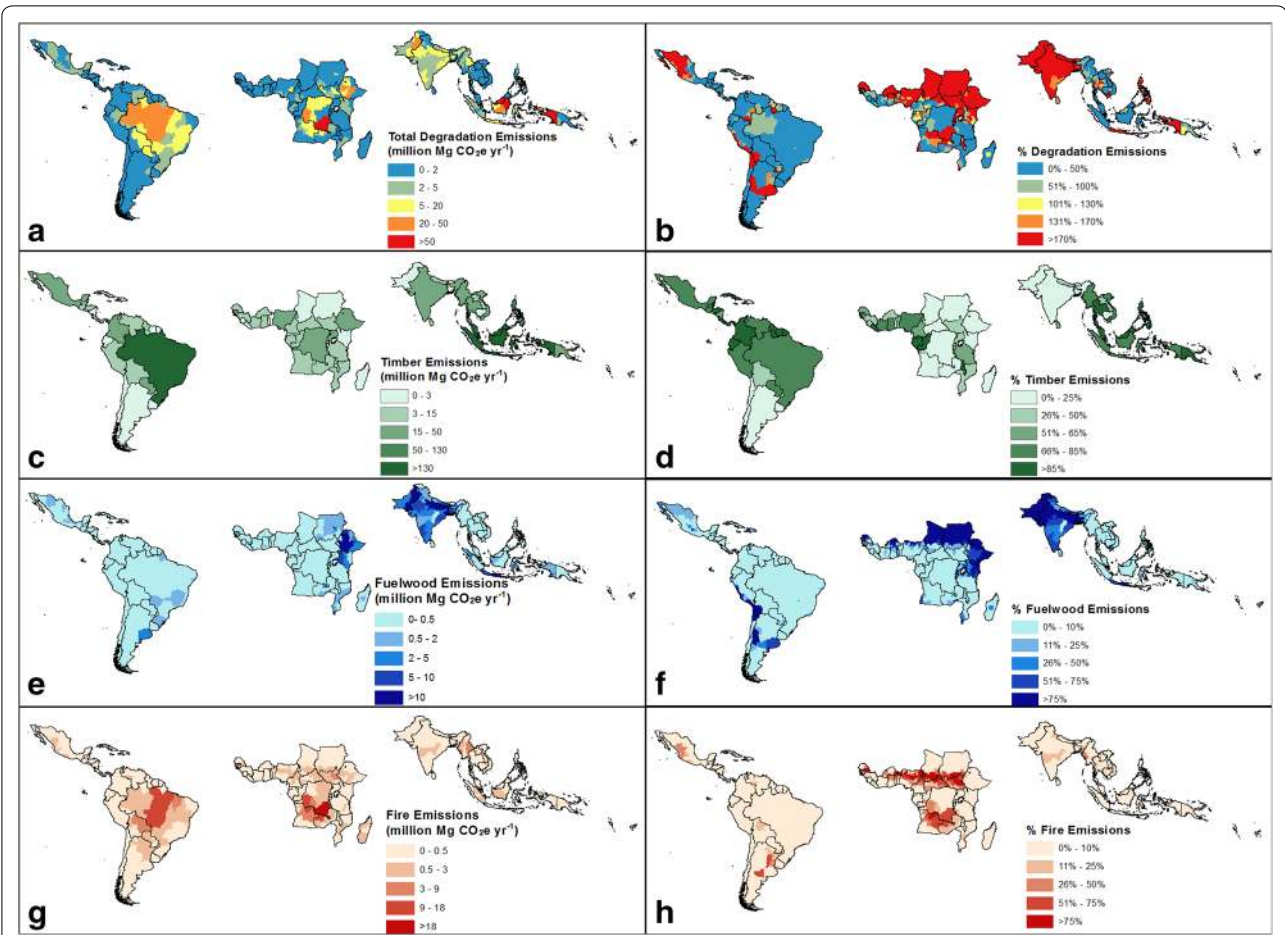 Total Degradation Emissions
(million Mg CO₂e yr⁻¹)
0 - 2
2 - 5
5 - 20
20 - 50
>50
a
% Degradation Emissions
0% - 50%
51% - 100%
101% - 130%
131% - 170%
>170%
b
Timber Emissions
(million Mg CO₂e yr⁻¹)
0 - 3
3 - 15
15 - 50
50 - 130
>130
c
% Timber Emissions
0% - 25%
26% - 50%
51% - 65%
66% - 85%
>85%
d
Fuelwood Emissions
(million Mg CO₂e yr⁻¹)
0- 0.5
0.5 - 2
2 - 5
5 - 10
>10
e
% Fuelwood Emissions
0% - 10%
11% - 25%
26% - 50%
51% - 75%
>75%
f
Fire Emissions
(million Mg CO₂e yr⁻¹)
0 - 0.5
0.5 - 3
3 - 9
9 - 18
>18
g
% Fire Emissions
0% - 10%
11% - 25%
26% - 50%
51% - 75%
>75%
h